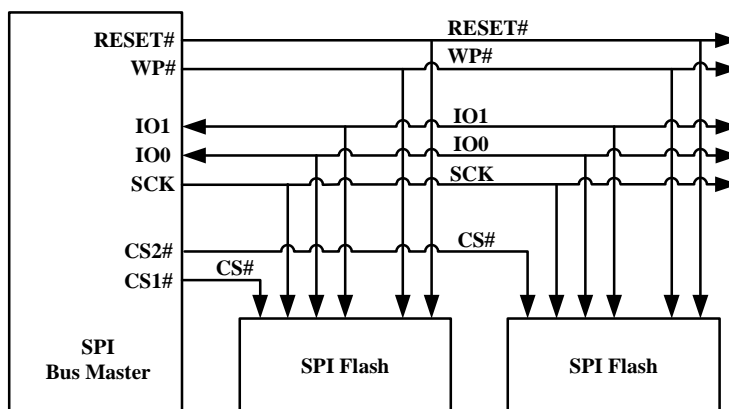 RESET#
RESET#
WP#
WP#
IO1
IO1
IO0
IO0
SCK
SCK
CS2#
CS#
CS1#
CS#
SPI
Bus Master
SPI Flash
SPI Flash